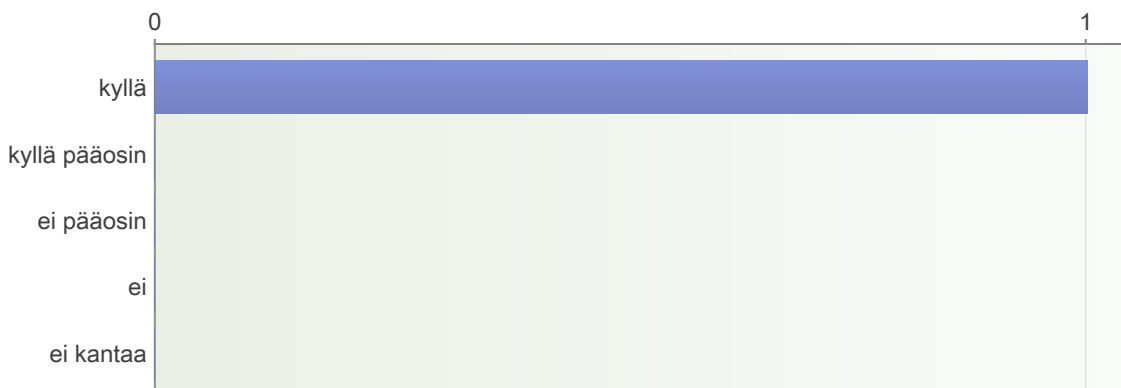 0 1
kyllä
kyllä pääosin
ei pääosin
ei
ei kantaa